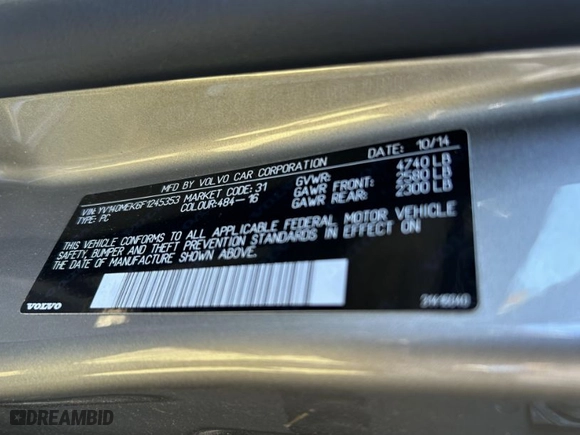 MFD BY VOLVO CAR CORPORATION DATE: 10/14
VIN: YV140MEK6F1245353 MARKET CODE: 31 GVWR: 4740 LB
TYPE: PC COLOUR: 484-16 GAWR FRONT: 2580 LB
GAWR REAR: 2300 LB
THIS VEHICLE CONFORMS TO ALL APPLICABLE FEDERAL MOTOR VEHICLE
SAFETY, BUMPER AND THEFT PREVENTION STANDARDS IN EFFECT ON
THE DATE OF MANUFACTURE SHOWN ABOVE.
VOLVO
DREAMBID